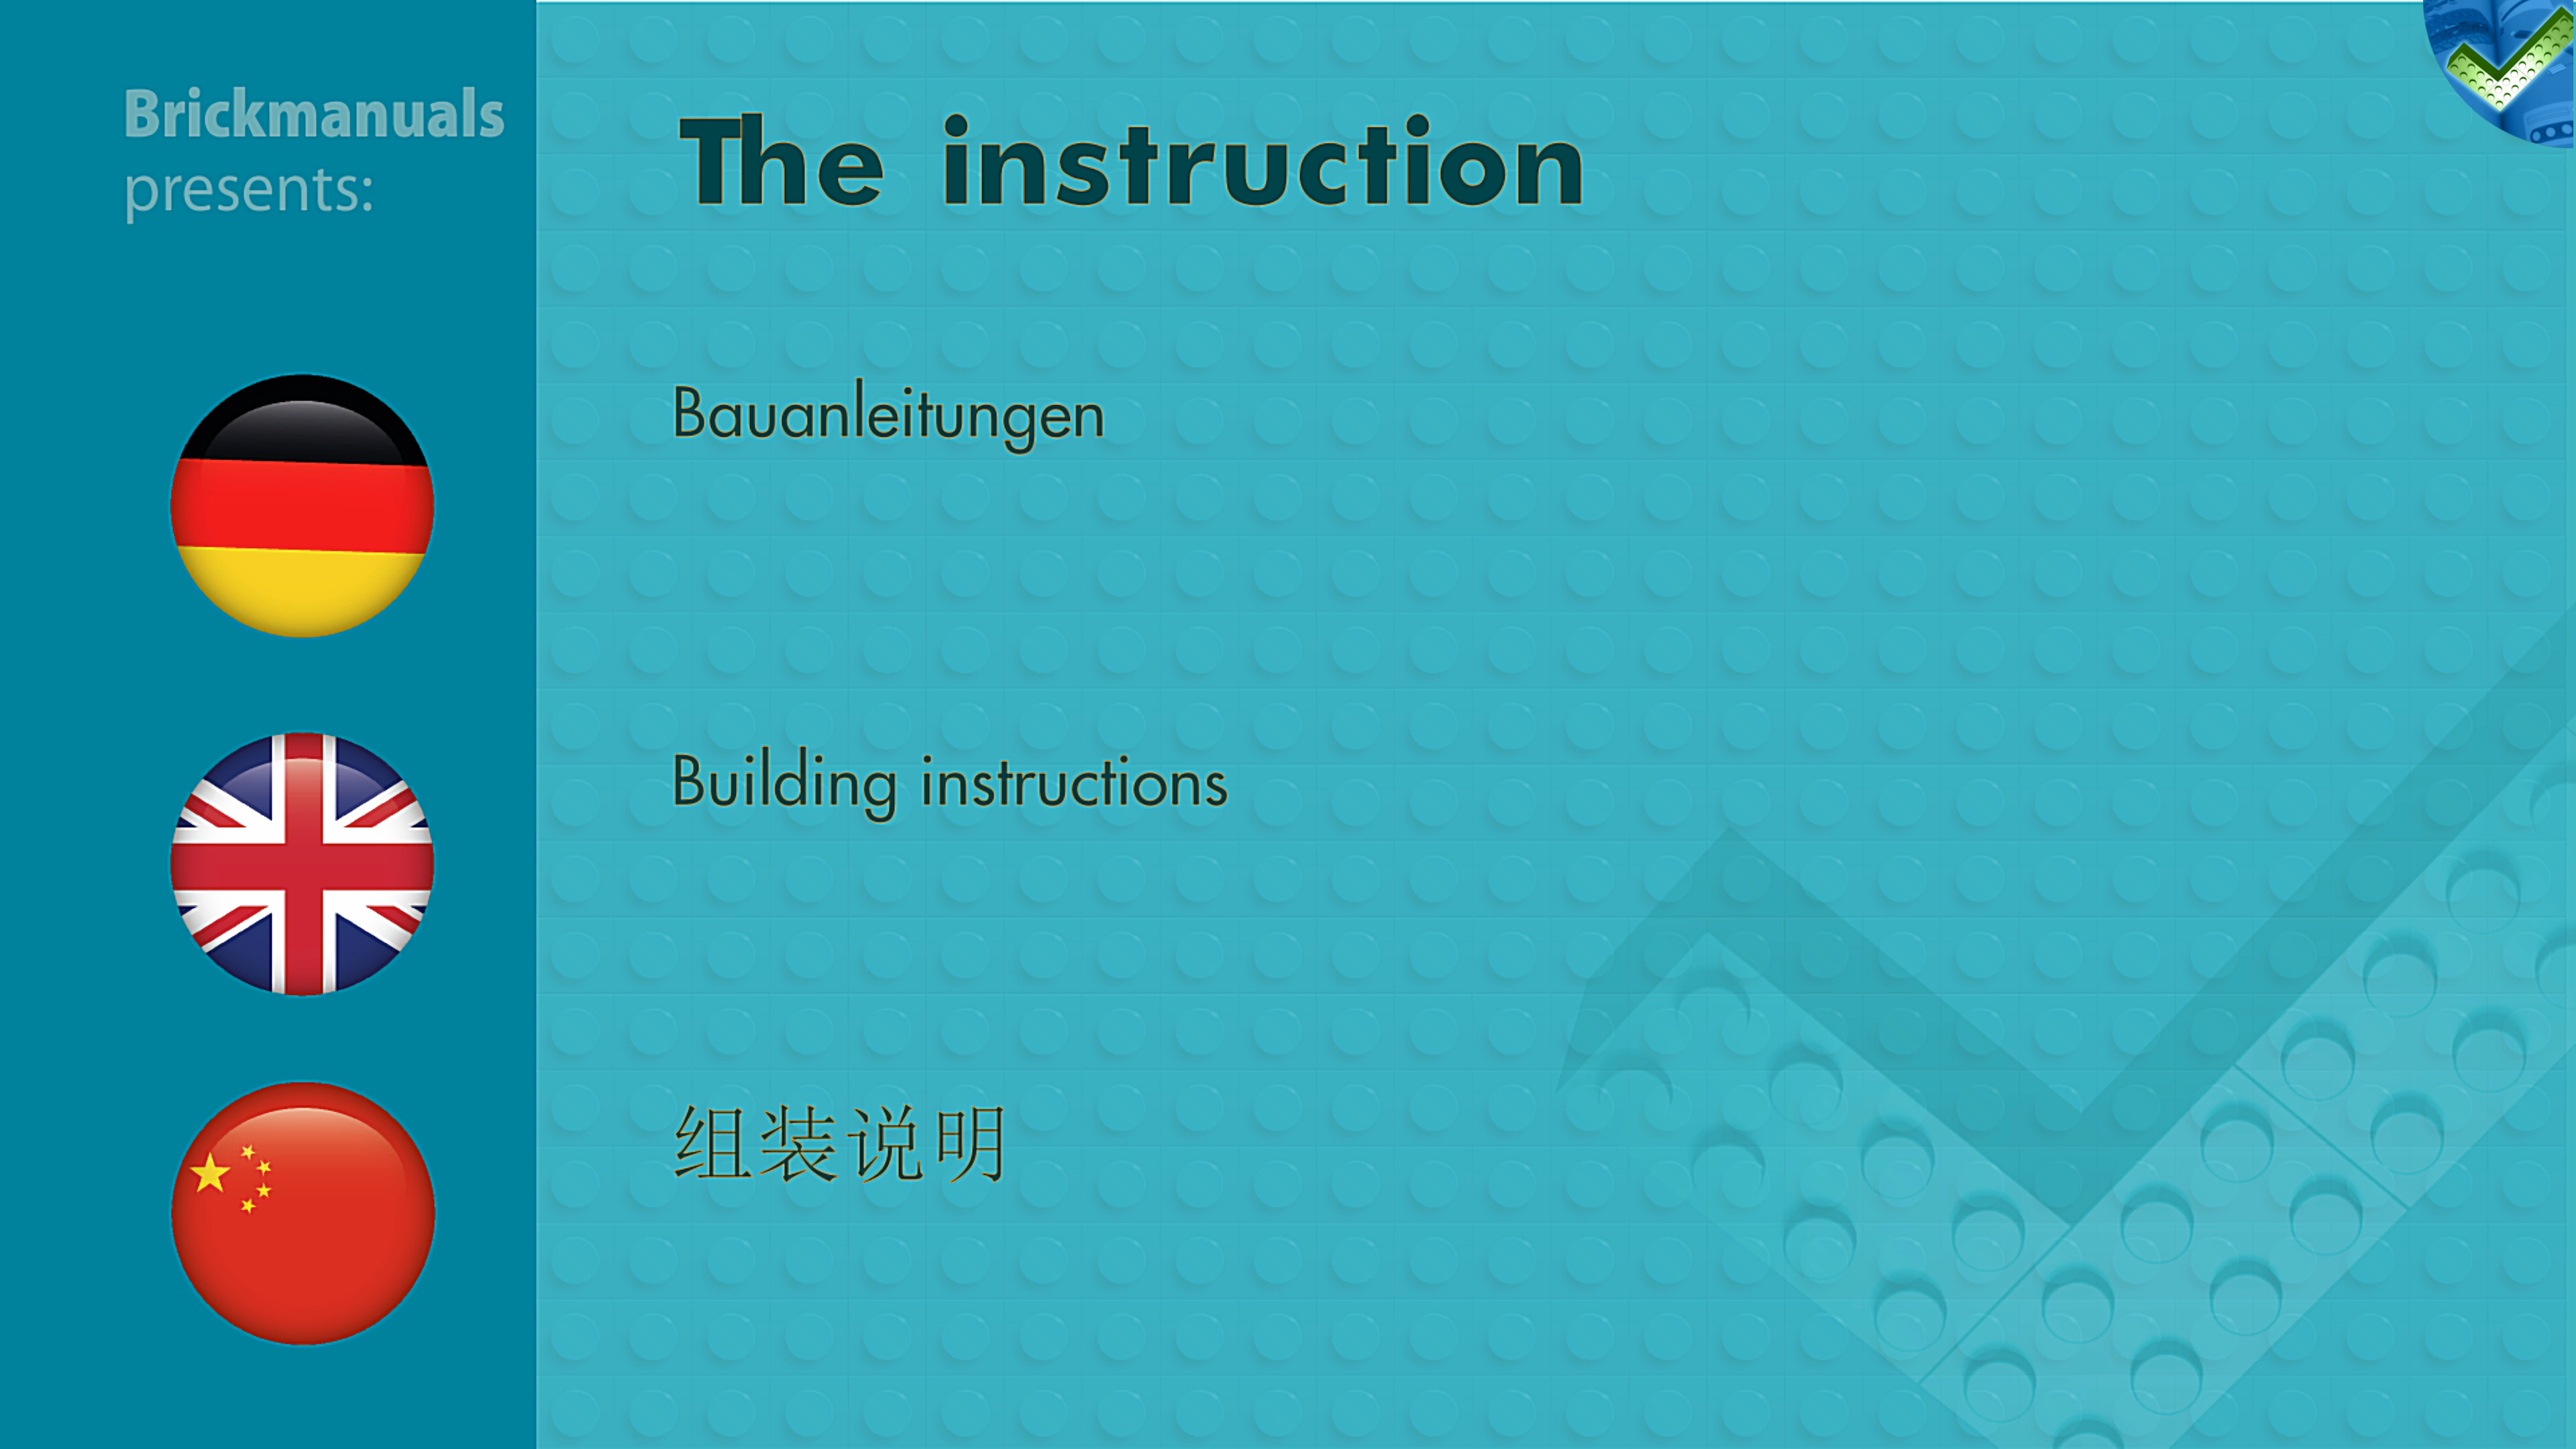 Brickmanuals
presents:
The instruction
Bauanleitungen
Building instructions
组装说明